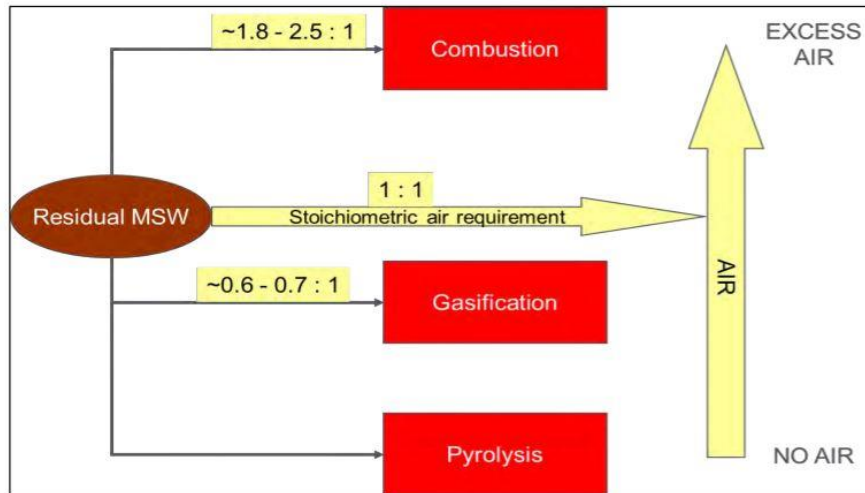 ~1.8 - 2.5 : 1
Combustion
EXCESS
AIR
1 : 1
Residual MSW
Stoichiometric air requirement
AIR
~0.6 - 0.7 : 1
Gasification
Pyrolysis
NO AIR